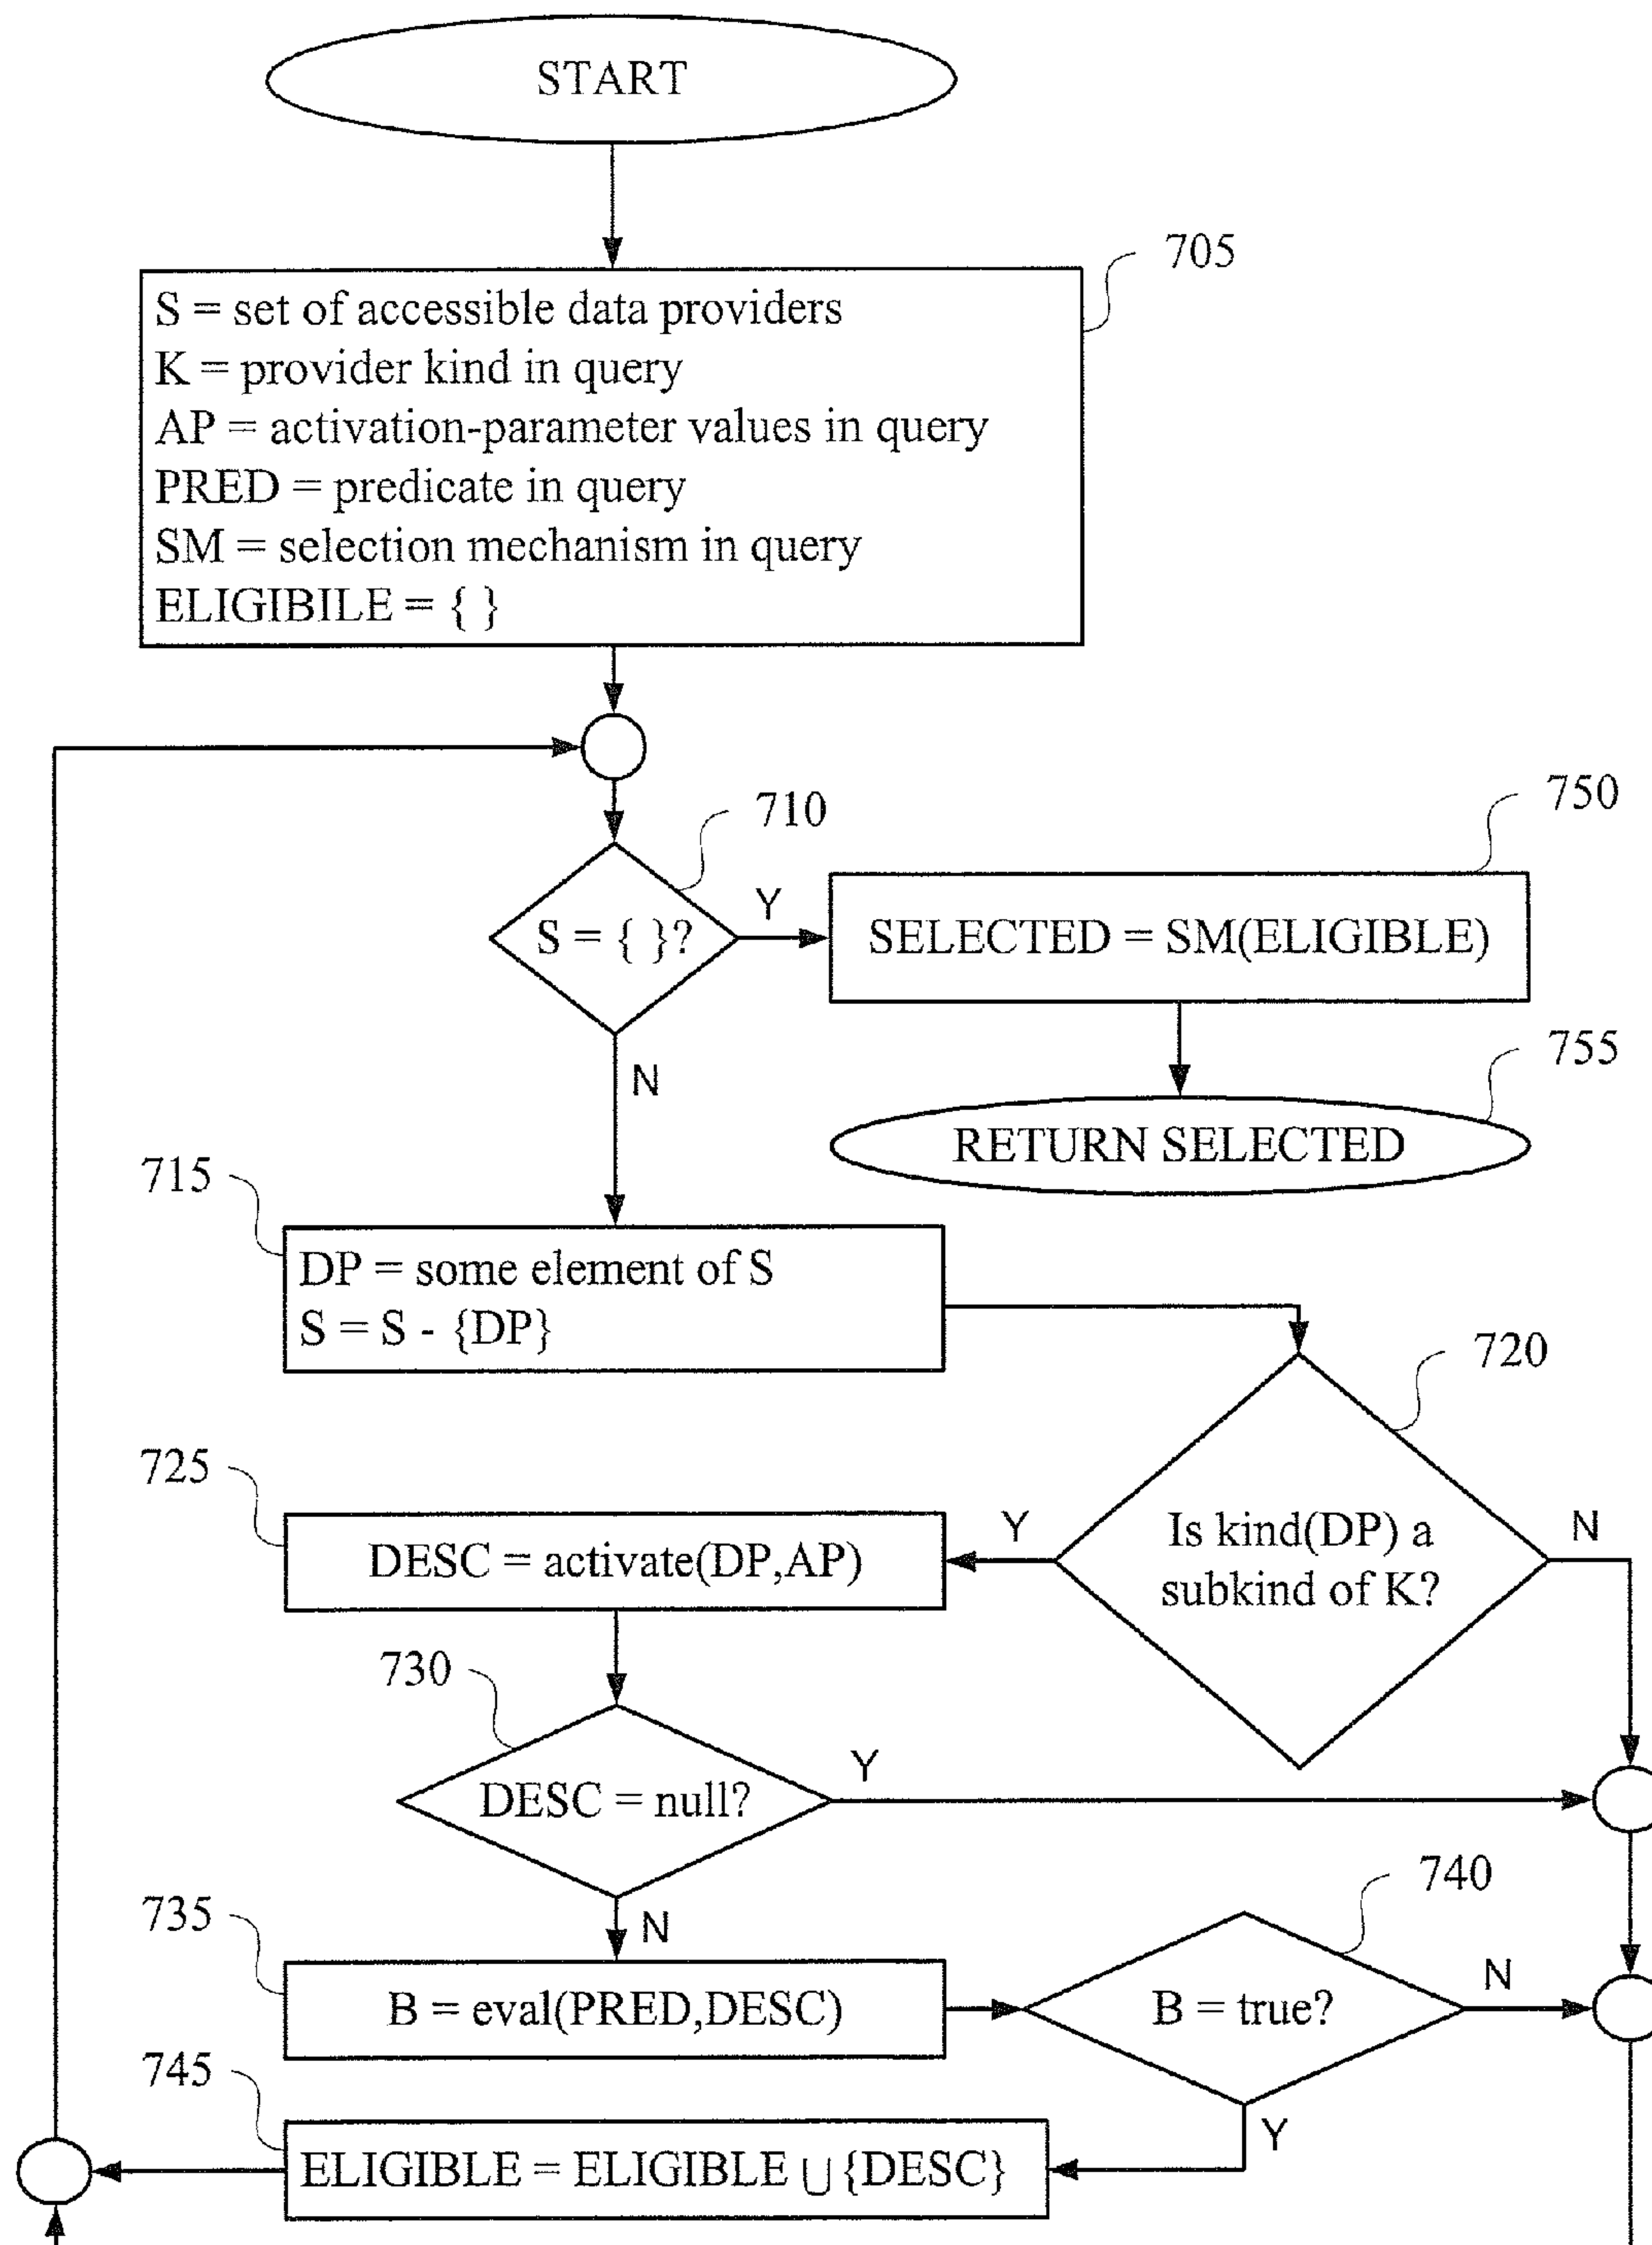 START
705
S = set of accessible data providers
K = provider kind in query
AP = activation-parameter values in query
PRED = predicate in query
SM = selection mechanism in query
ELIGIBILE = { }
710
S = { }?
Y
750
SELECTED = SM(ELIGIBLE)
N
755
RETURN SELECTED
715
DP = some element of S
S = S - {DP}
720
Is kind(DP) a
subkind of K?
Y
N
725
DESC = activate(DP,AP)
730
DESC = null?
Y
N
735
B = eval(PRED,DESC)
740
B = true?
N
Y
745
ELIGIBLE = ELIGIBLE ∪ {DESC}